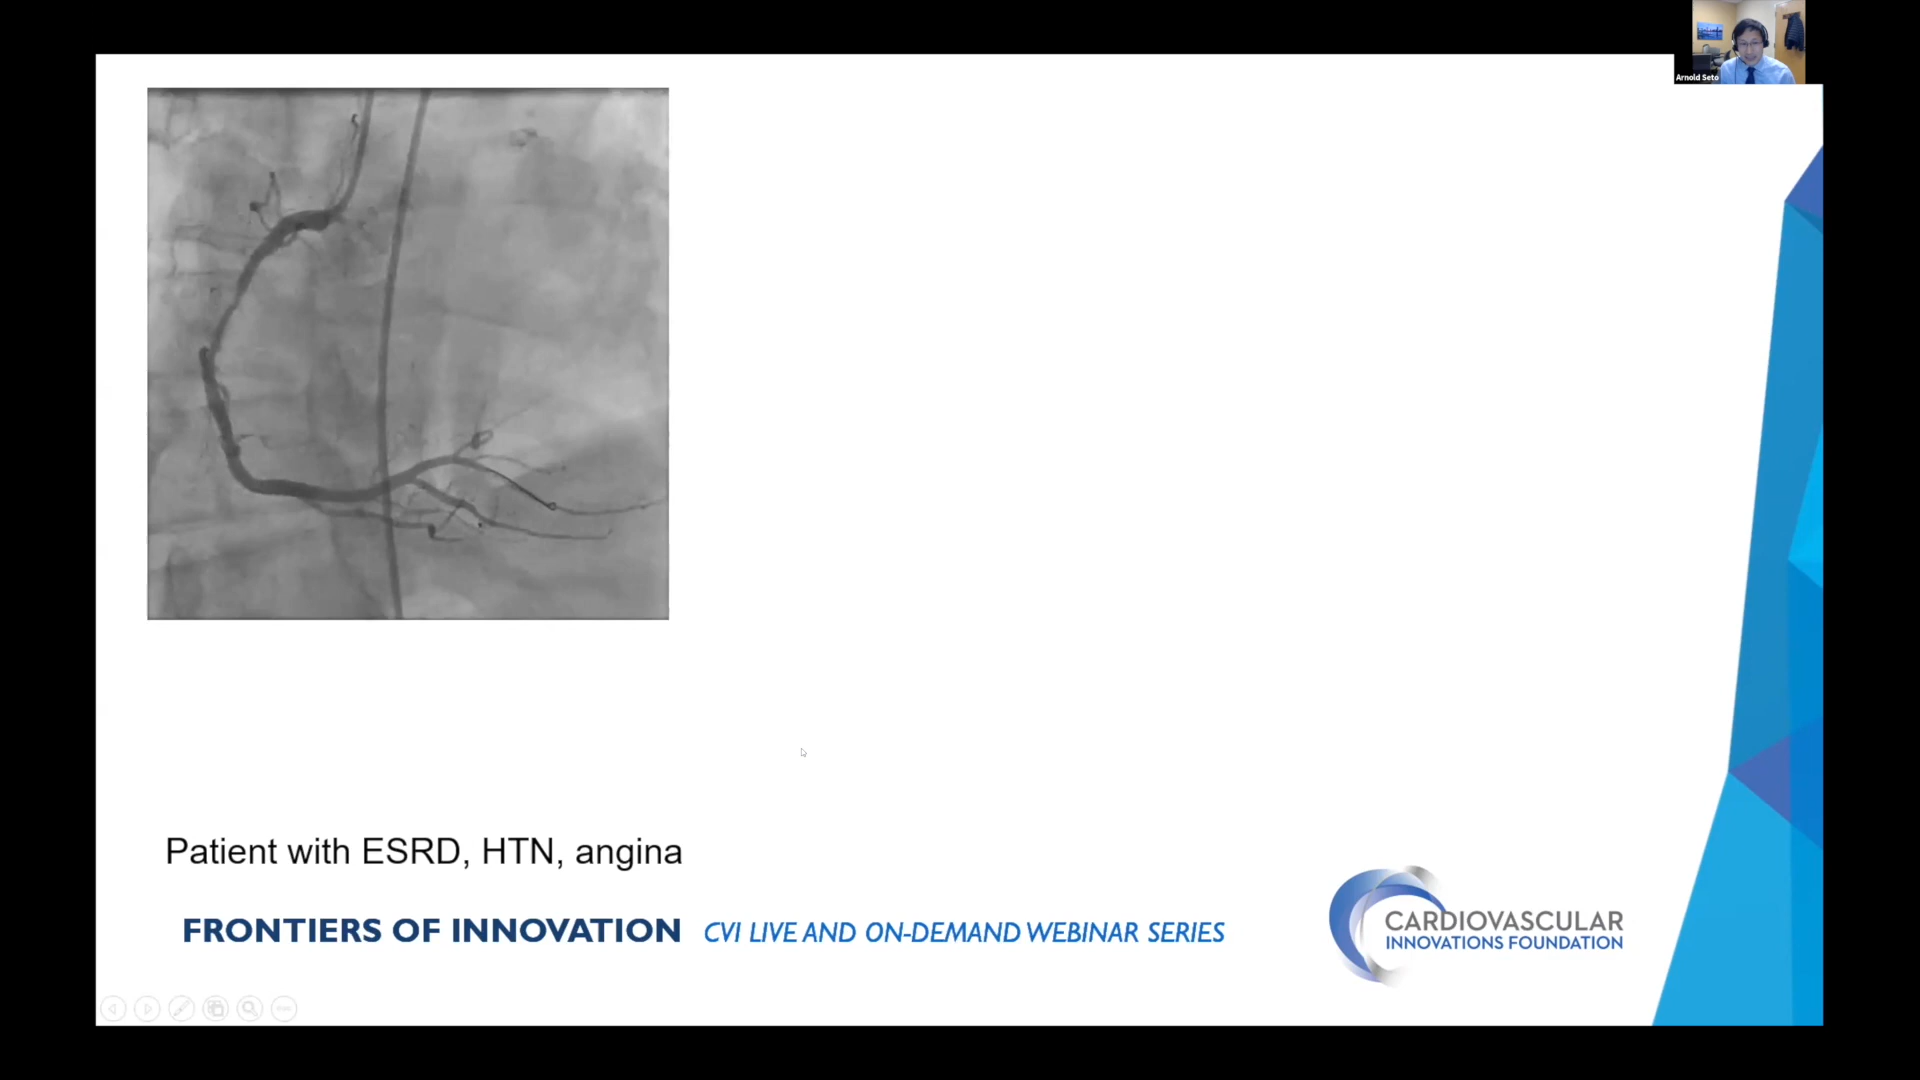 Arnold Seto
Patient with ESRD, HTN, angina
FRONTIERS OF INNOVATION CVI LIVE AND ON-DEMAND WEBINAR SERIES
CARDIOVASCULAR
INNOVATIONS FOUNDATION